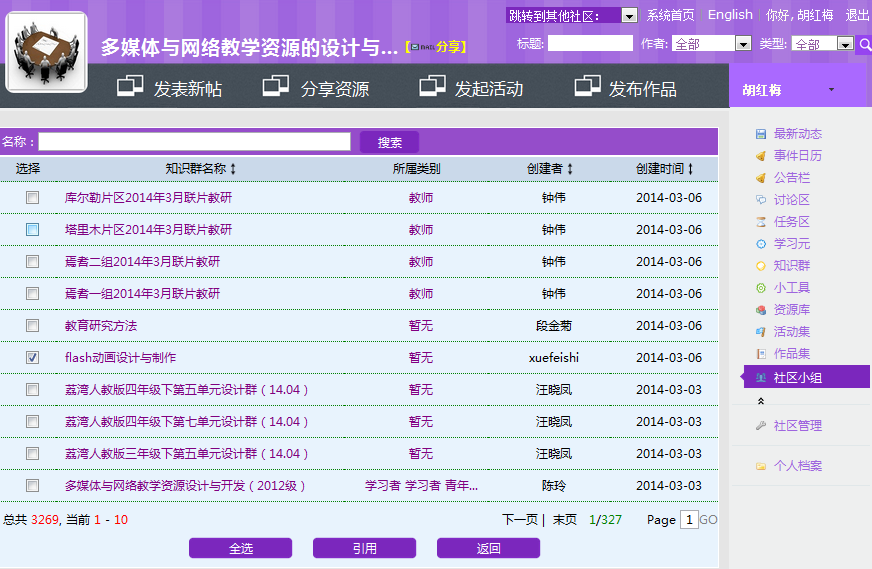 跳转到其他社区： 系统首页 English 你好, 胡红梅 退出
多媒体与网络教学资源的设计与... 【 分享】
标题: 作者: 全部 类型: 全部
发表新帖 分享资源 发起活动 发布作品
胡红梅
名称： 搜索
选择 知识群名称 所属类别 创建者 创建时间
库尔勒片区2014年3月联片教研 教师 钟伟 2014-03-06
塔里木片区2014年3月联片教研 教师 钟伟 2014-03-06
焉耆二组2014年3月联片教研 教师 钟伟 2014-03-06
焉耆一组2014年3月联片教研 教师 钟伟 2014-03-06
教育研究方法 暂无 段金菊 2014-03-06
flash动画设计与制作 暂无 xuefeishi 2014-03-06
荔湾人教版四年级下第五单元设计群（14.04） 暂无 汪晓凤 2014-03-03
荔湾人教版四年级下第七单元设计群（14.04） 暂无 汪晓凤 2014-03-03
荔湾人教版三年级下第五单元设计群（14.04） 暂无 汪晓凤 2014-03-03
多媒体与网络教学资源设计与开发（2012级） 学习者 学习者 青年... 陈玲 2014-03-03
总共 3269, 当前 1 - 10 下一页 | 末页 1/327 Page 1 GO
全选 引用 返回
最新动态
事件日历
公告栏
讨论区
任务区
学习元
知识群
小工具
资源库
活动集
作品集
社区小组
社区管理
个人档案